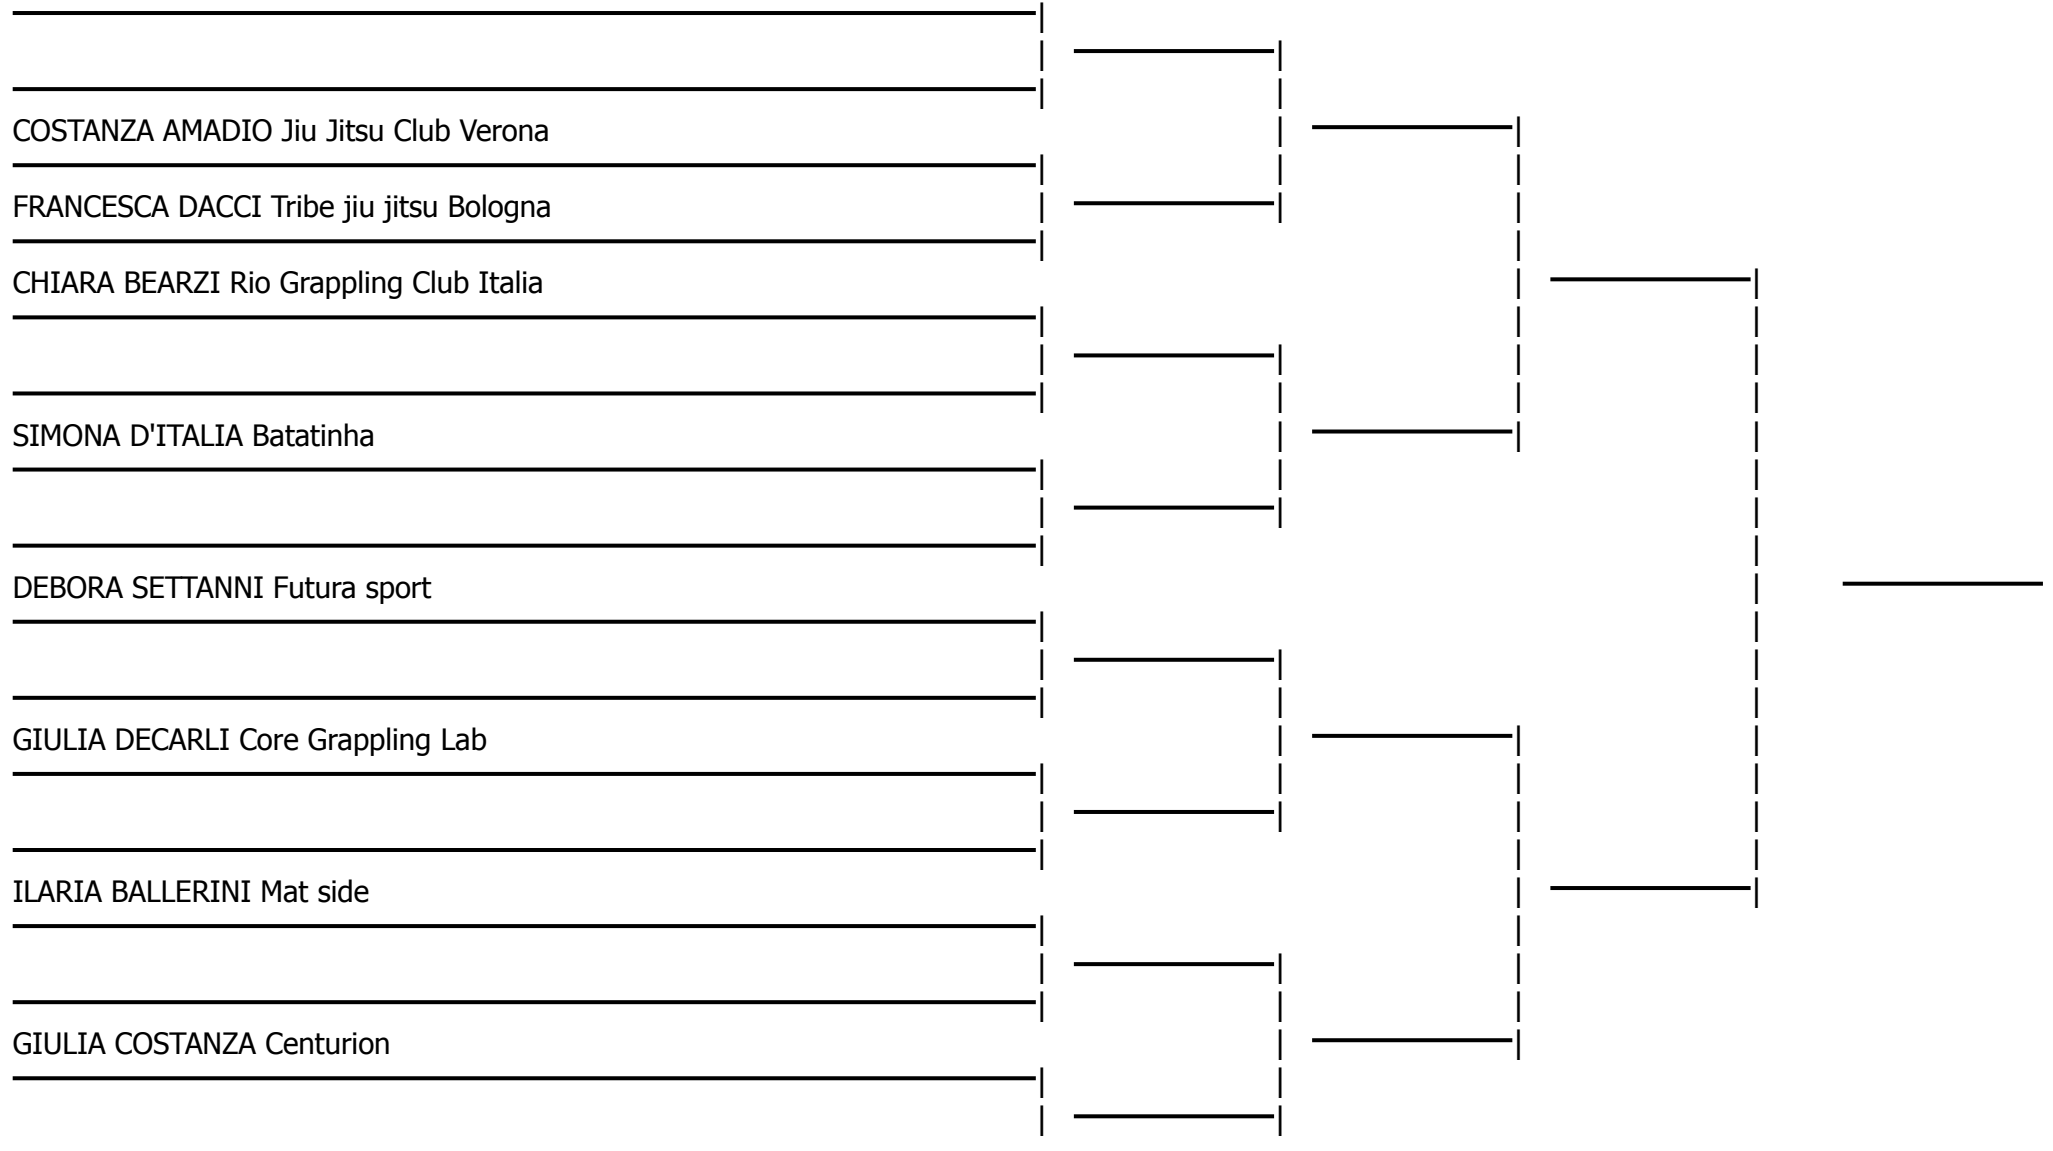 COSTANZA AMADIO Jiu Jitsu Club Verona
FRANCESCA DACCI Tribe jiu jitsu Bologna
CHIARA BEARZI Rio Grappling Club Italia
SIMONA D'ITALIA Batatinha
DEBORA SETTANNI Futura sport
GIULIA DECARLI Core Grappling Lab
ILARIA BALLERINI Mat side
GIULIA COSTANZA Centurion